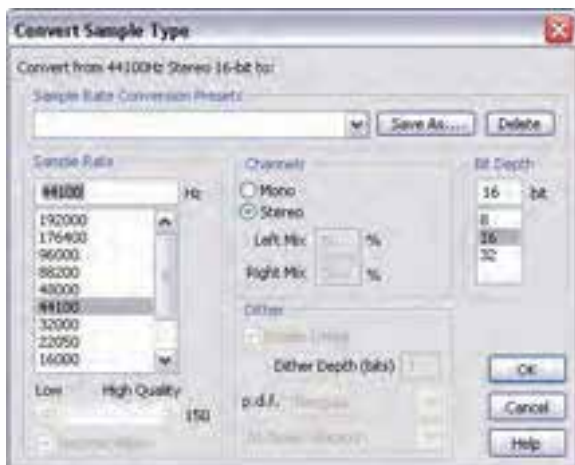 Convert Sample Type
Convert from 44100Hz Stereo 16-bit to:
Sample Rate Conversion Presets
Save As....
Delete
Sample Rate
44100 Hz
192000
176400
96000
88200
48000
44100
32000
22050
16000
Low High Quality
150
Channels
Mono
Stereo
Left Mix %
Right Mix %
Dither
Dither Depth (bits)
p.d.f.
Bit Depth
16 bit
8
16
32
OK
Cancel
Help